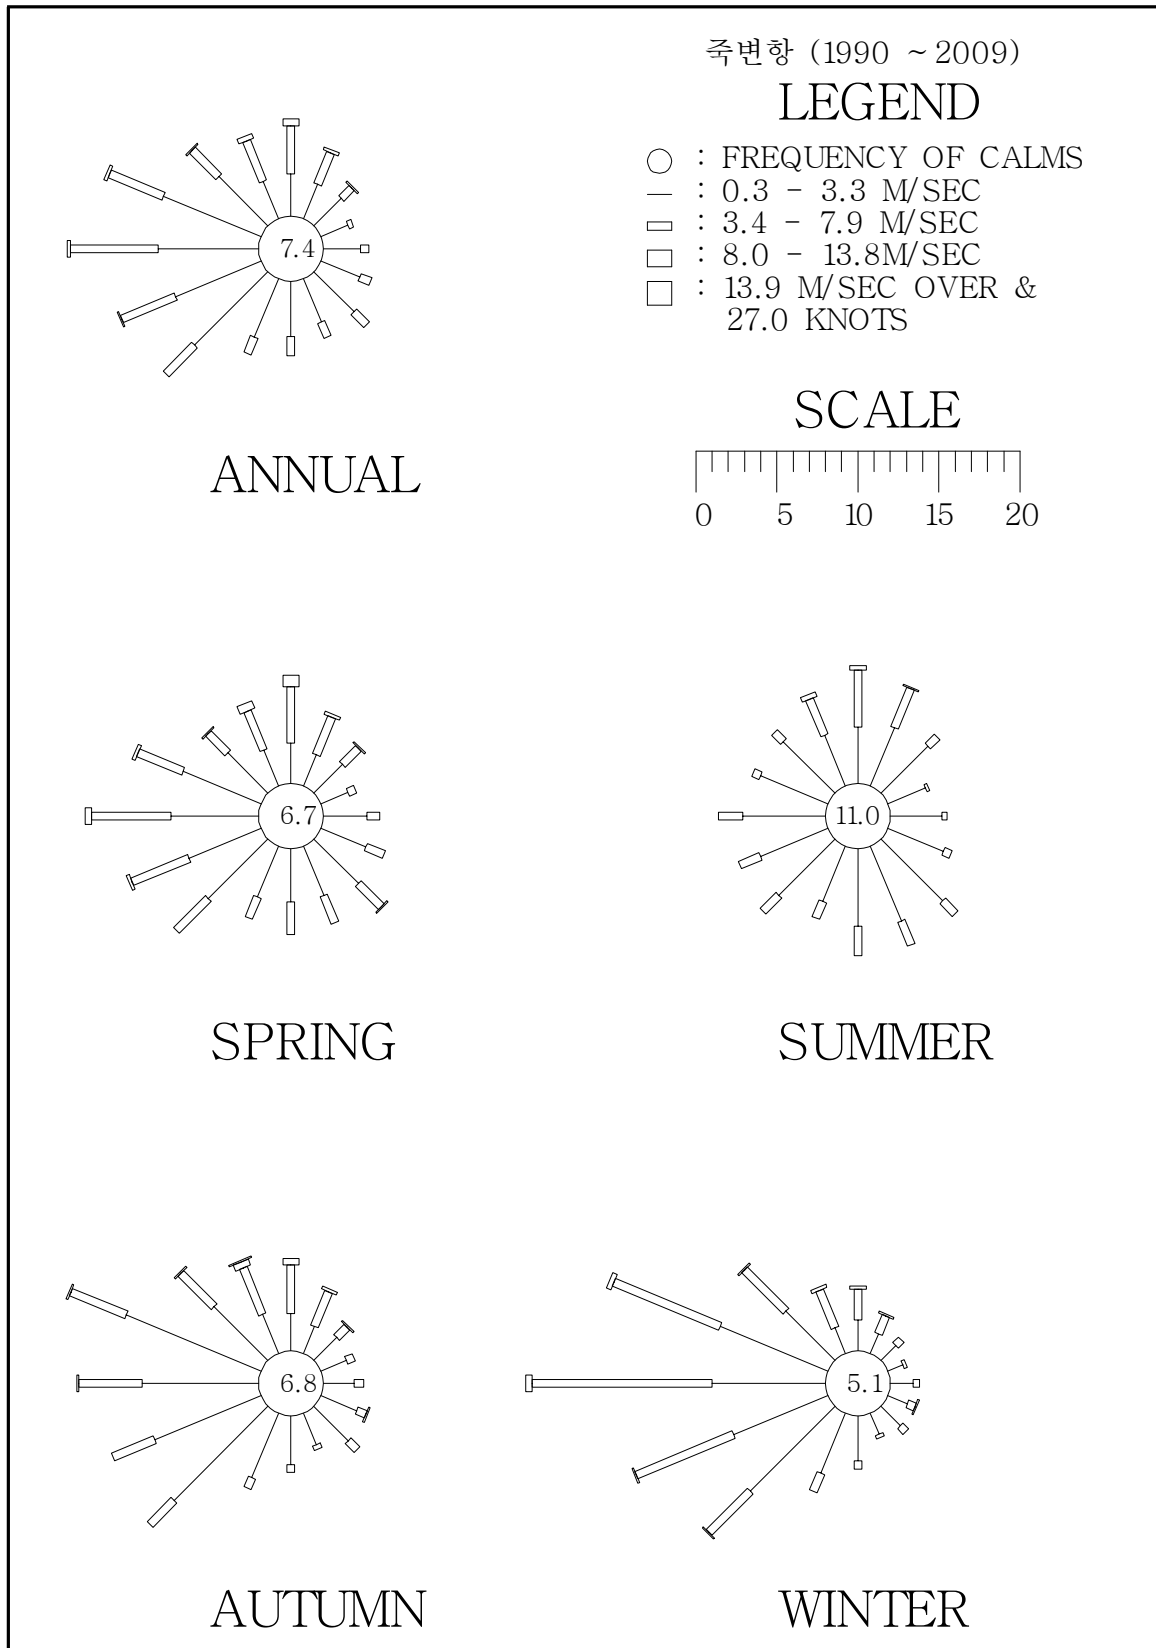 죽변항 (1990 ~ 2009)
LEGEND
: FREQUENCY OF CALMS
: 0.3 - 3.3 M/SEC
: 3.4 - 7.9 M/SEC
: 8.0 - 13.8M/SEC
: 13.9 M/SEC OVER &
27.0 KNOTS
7.4
ANNUAL
SCALE
0 5 10 15 20
6.7
SPRING
11.0
SUMMER
6.8
AUTUMN
5.1
WINTER